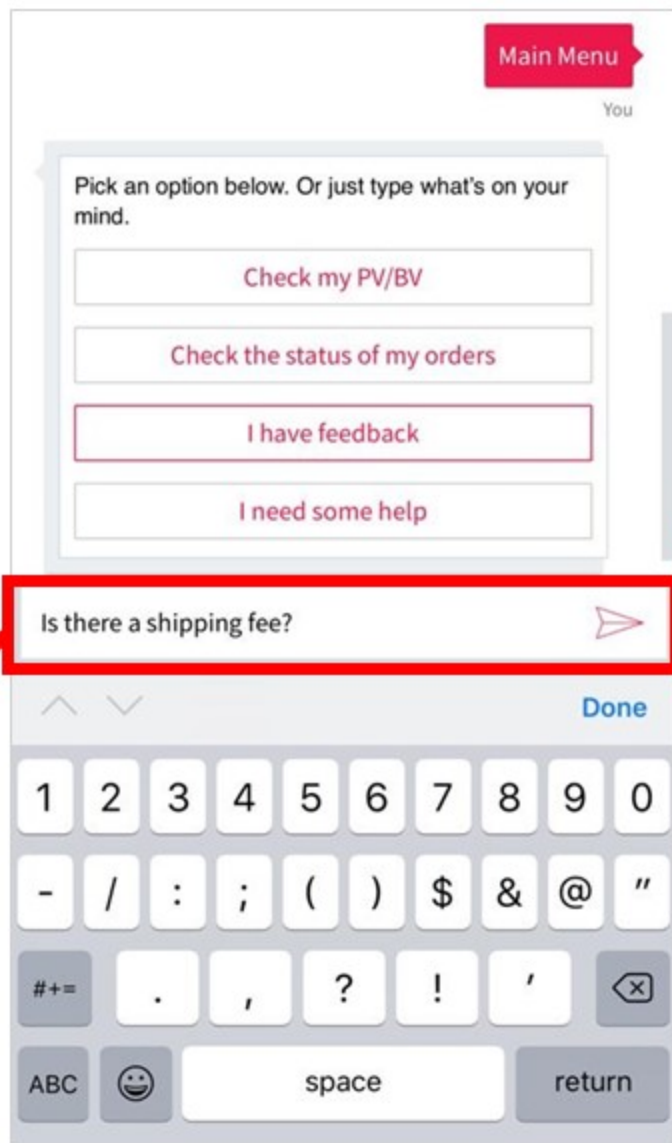 Main Menu
You
Pick an option below. Or just type what's on your
mind.
Check my PV/BV
Check the status of my orders
I have feedback
I need some help
Is there a shipping fee?
Done
1 2 3 4 5 6 7 8 9 0
- / : ; ( ) $ & @ "
#+= . , ? ! '
ABC space return